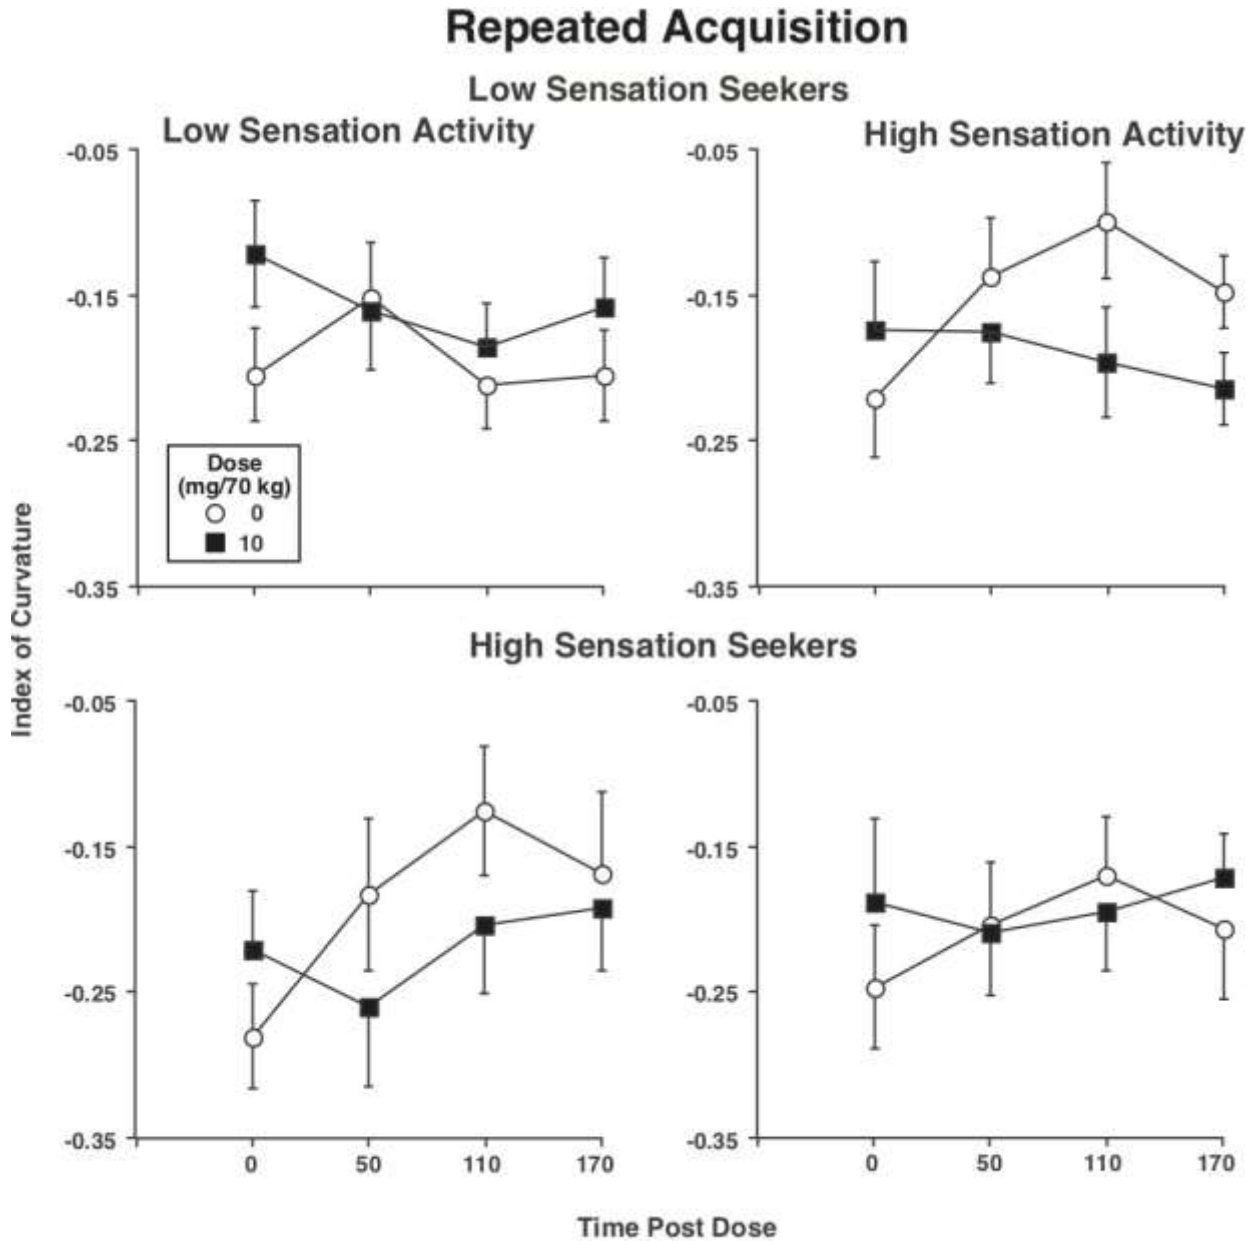 Repeated Acquisition
Low Sensation Seekers
Low Sensation Activity
High Sensation Activity
-0.05
-0.15
-0.25
-0.35
Dose
(mg/70 kg)
0
10
-0.05
-0.15
-0.25
-0.35
Index of Curvature
High Sensation Seekers
-0.05
-0.15
-0.25
-0.35
0 50 110 170
-0.05
-0.15
-0.25
-0.35
0 50 110 170
Time Post Dose